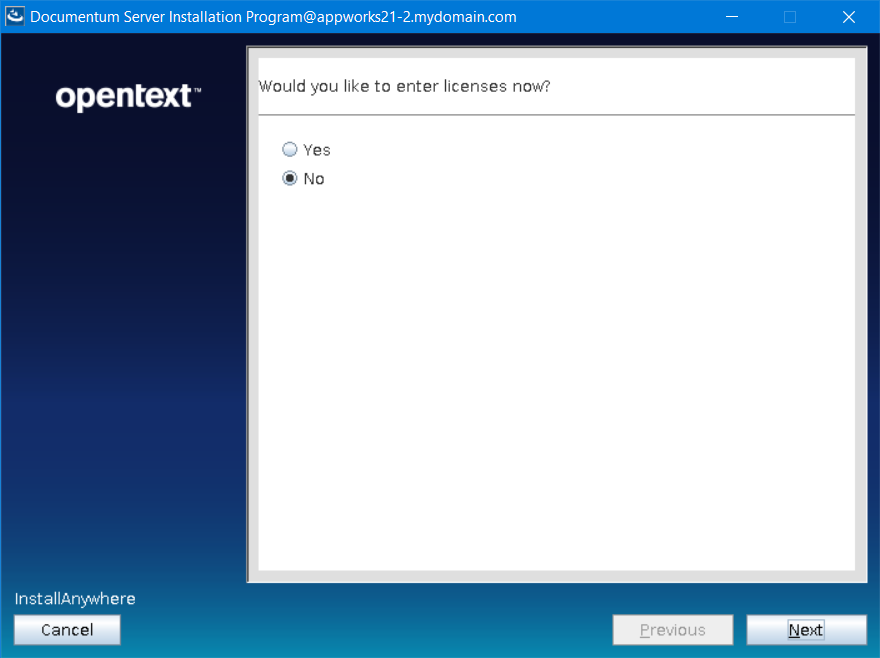 Documentum Server Installation Program@appworks21-2.mydomain.com
opentext™
Would you like to enter licenses now?
Yes
No
InstallAnywhere
Cancel
Previous
Next